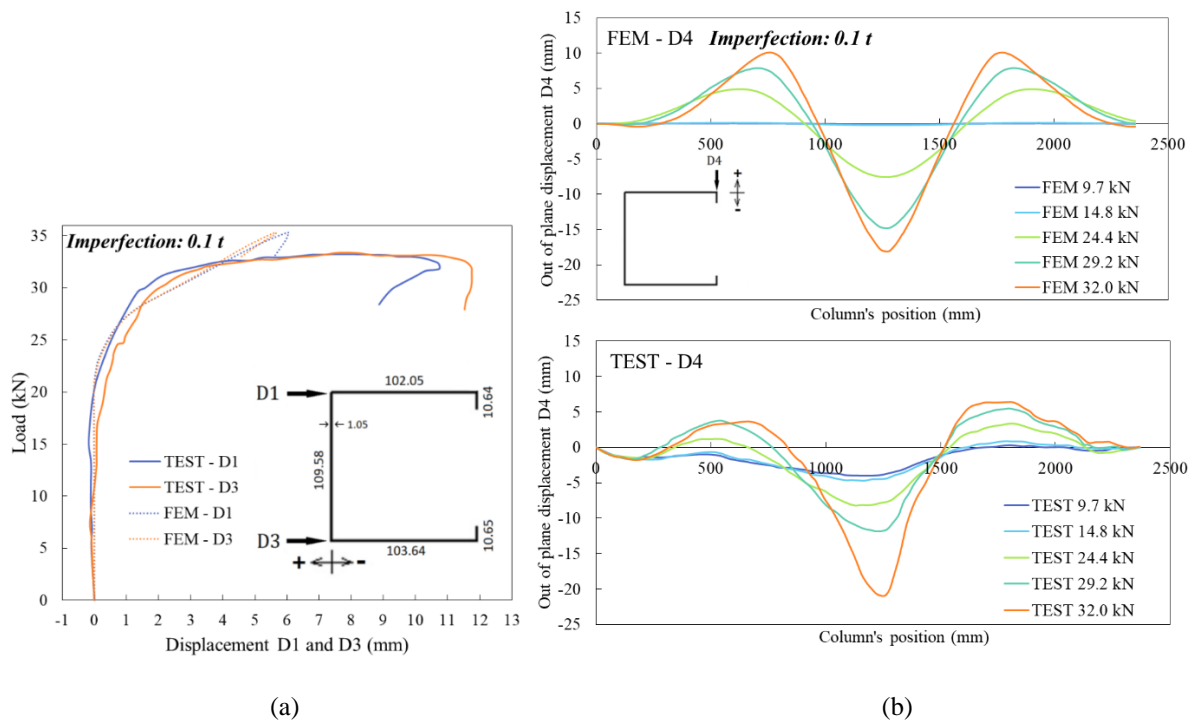 Imperfection: 0.1 t
35
30
25
20
15
10
5
0
Load (kN)
D1
102.05
10.64
1.05
109.58
D3
103.64
10.65
+ -
TEST - D1
TEST - D3
FEM - D1
FEM - D3
-1 0 1 2 3 4 5 6 7 8 9 10 11 12 13
Displacement D1 and D3 (mm)
(a)
FEM - D4 Imperfection: 0.1 t
15
10
5
0
-5
-10
-15
-20
-25
Out of plane displacement D4 (mm)
0 500 1000 1500 2000 2500
D4
+
-
FEM 9.7 kN
FEM 14.8 kN
FEM 24.4 kN
FEM 29.2 kN
FEM 32.0 kN
Column's position (mm)
TEST - D4
15
10
5
0
-5
-10
-15
-20
-25
Out of plane displacement D4 (mm)
0 500 1000 1500 2000 2500
TEST 9.7 kN
TEST 14.8 kN
TEST 24.4 kN
TEST 29.2 kN
TEST 32.0 kN
Column's position (mm)
(b)